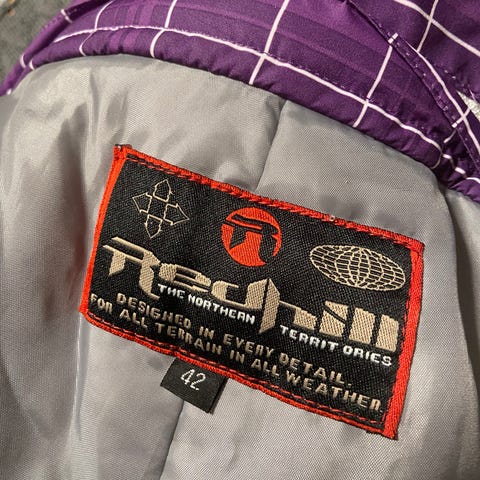 Redhill
THE NORTHERN TERRITORIES
DESIGNED IN EVERY DETAIL.
FOR ALL TERRAIN IN ALL WEATHER
42